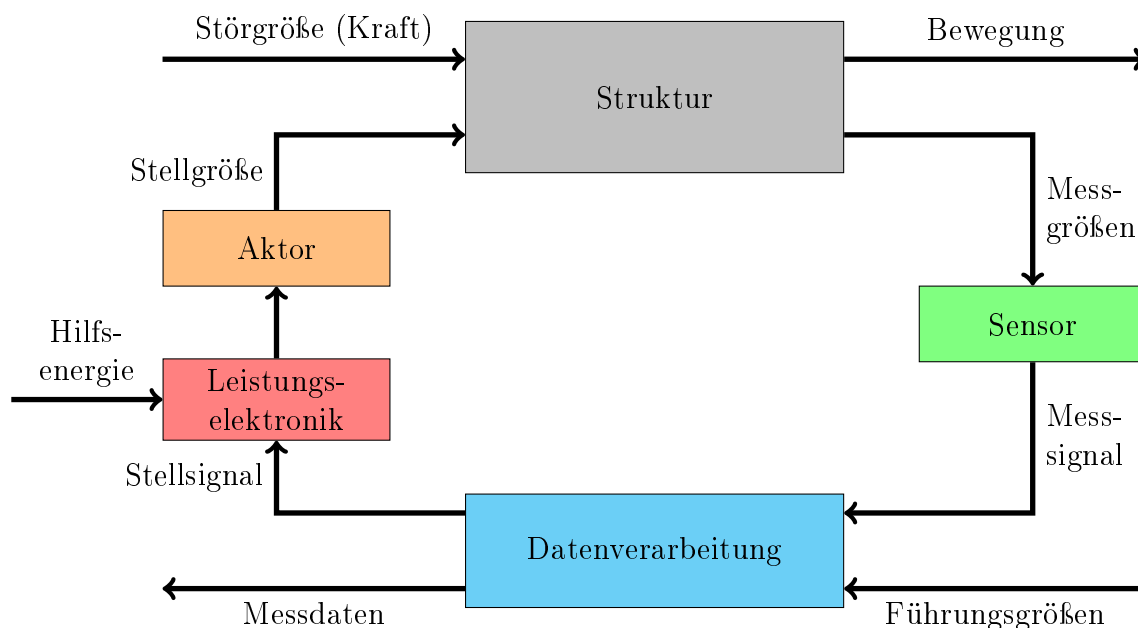 Störgröße (Kraft)
Bewegung
Struktur
Stellgröße
Mess-
größen
Aktor
Sensor
Hilfs-
energie
Leistungs-
elektronik
Mess-
signal
Stellsignal
Datenverarbeitung
Messdaten
Führungsgrößen